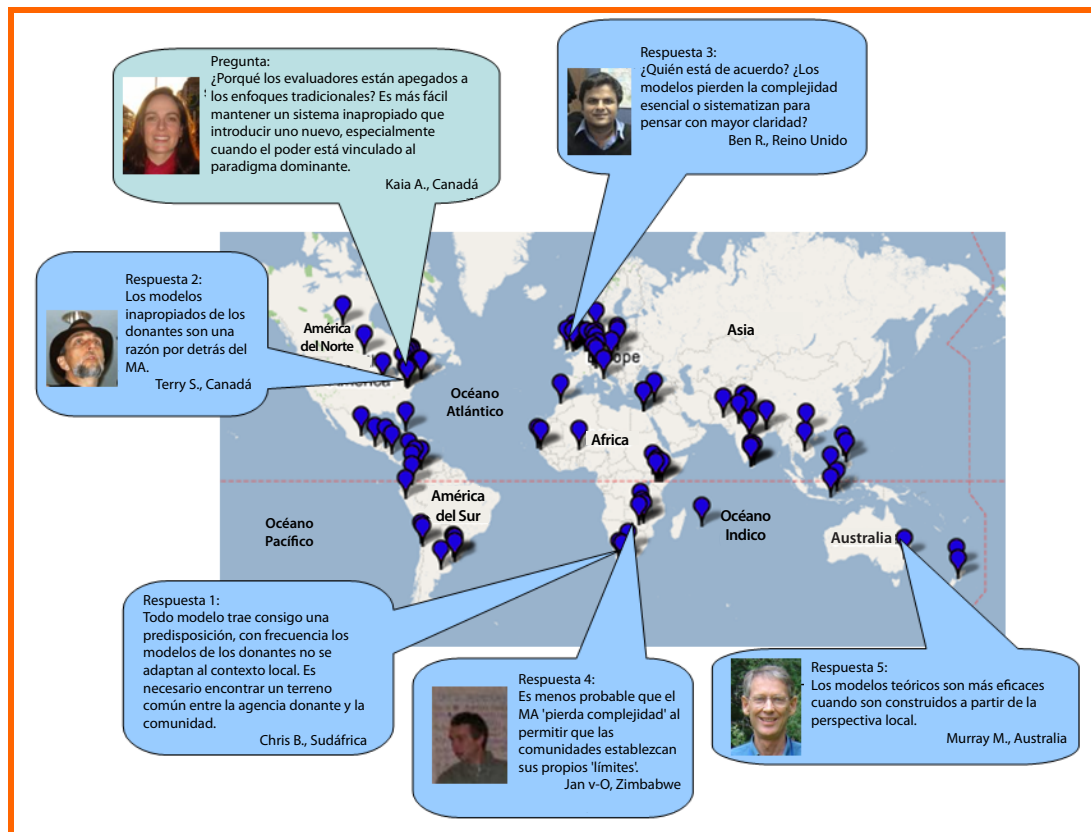 Pregunta:
¿Porqué los evaluadores están apegados a
los enfoques tradicionales? Es más fácil
mantener un sistema inapropiado que
introducir uno nuevo, especialmente
cuando el poder está vinculado al
paradigma dominante.
Kaia A., Canadá
Respuesta 3:
¿Quién está de acuerdo? ¿Los
modelos pierden la complejidad
esencial o sistematizan para
pensar con mayor claridad?
Ben R., Reino Unido
Respuesta 2:
Los modelos
inapropiados de los
donantes son una
razón por detrás del
MA.
Terry S., Canadá
América
del Norte
Asia
Océano
Atlántico
Africa
América
del Sur
Océano
Pacífico
Océano
Indico
Australia
Respuesta 1:
Todo modelo trae consigo una
predisposición, con frecuencia los
modelos de los donantes no se
adaptan al contexto local. Es
necesario encontrar un terreno
común entre la agencia donante y la
comunidad.
Chris B., Sudáfrica
Respuesta 4:
Es menos probable que el
MA 'pierda complejidad' al
permitir que las
comunidades establezcan
sus propios 'límites'.
Jan v-O, Zimbabwe
Respuesta 5:
Los modelos teóricos son más eficaces
cuando son construidos a partir de la
perspectiva local.
Murray M., Australia